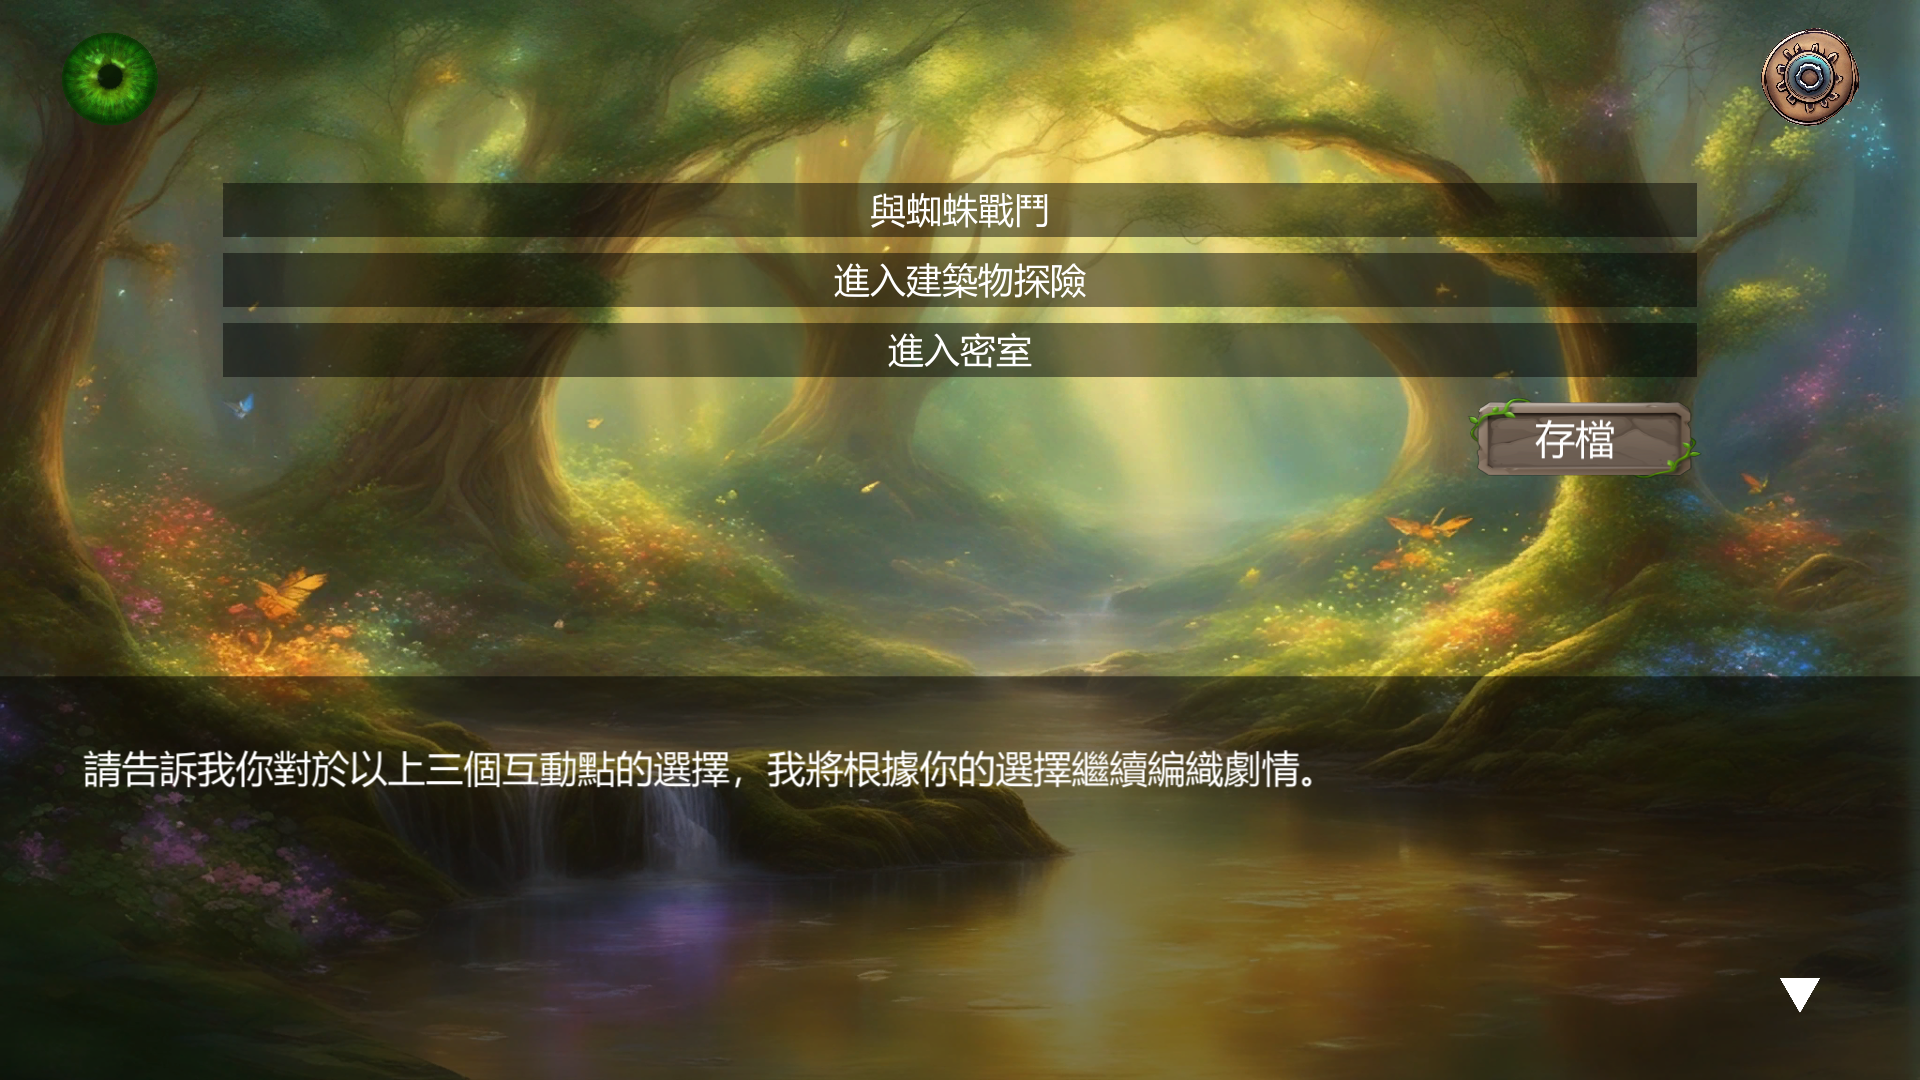 與蜘蛛戰鬥
進入建築物探險
進入密室
存檔
請告訴我你對於以上三個互動點的選擇，我將根據你的選擇繼續編織劇情。